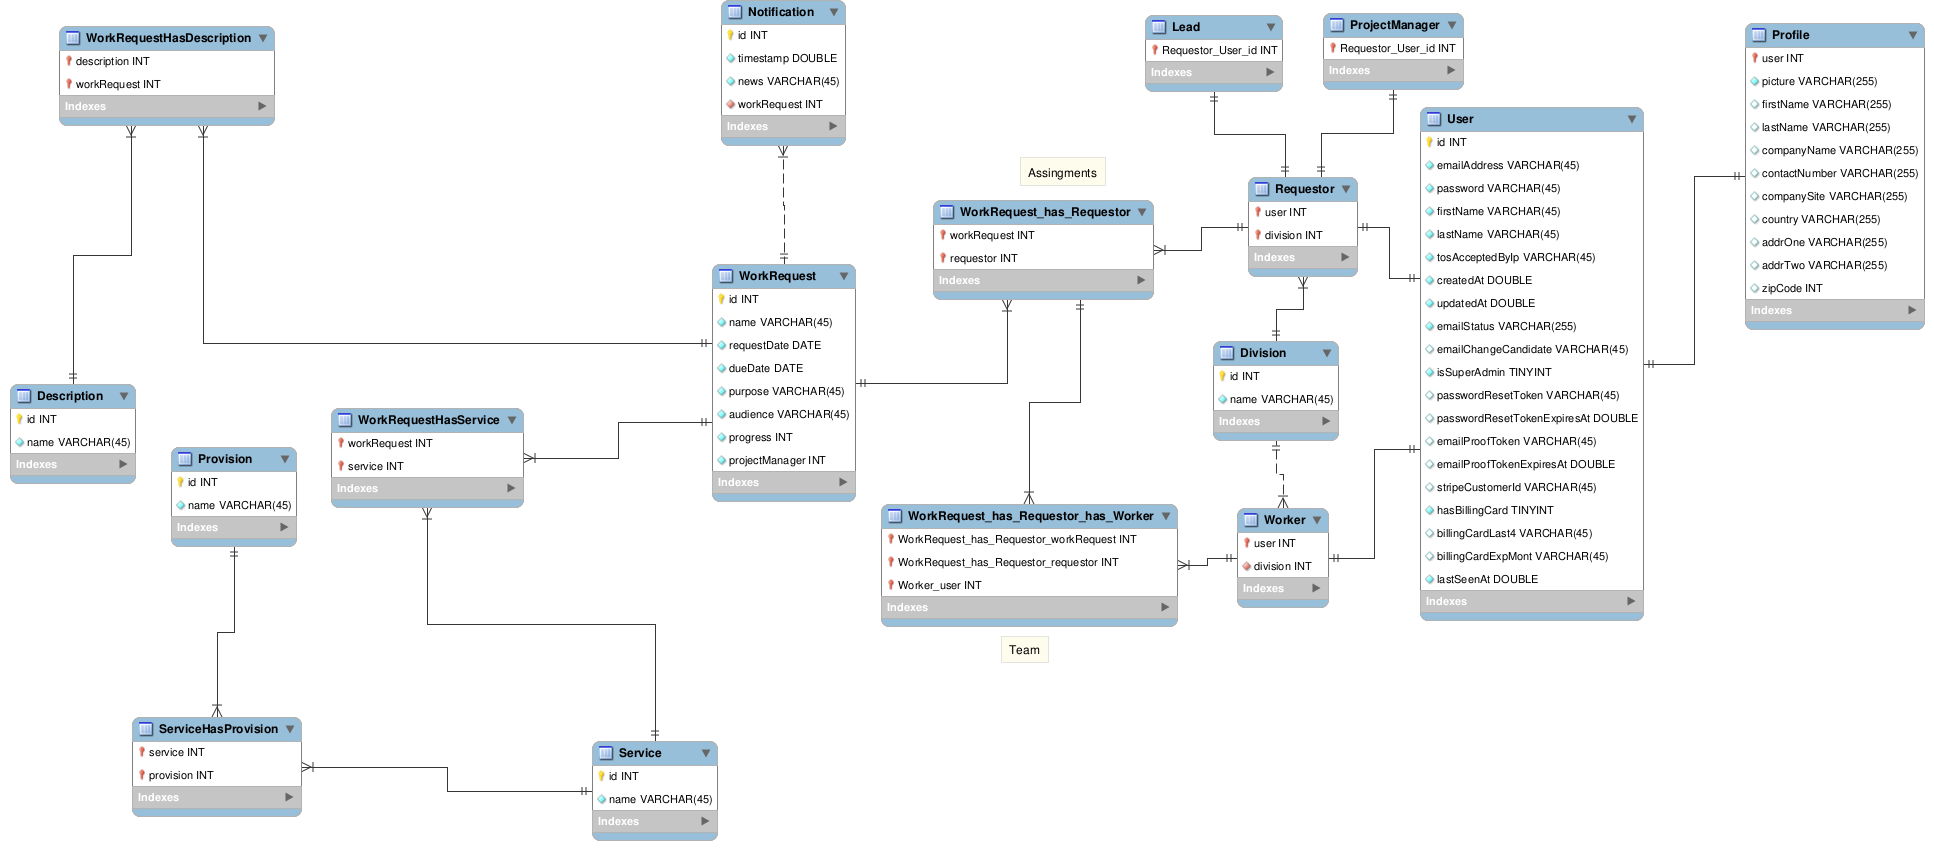 WorkRequestHasDescription
description INT
workRequest INT
Indexes
Notification
id INT
timestamp DOUBLE
news VARCHAR(45)
workRequest INT
Indexes
Lead
Requestor_User_id INT
Indexes
ProjectManager
Requestor_User_id INT
Indexes
Profile
user INT
picture VARCHAR(255)
firstName VARCHAR(255)
lastName VARCHAR(255)
companyName VARCHAR(255)
contactNumber VARCHAR(255)
companySite VARCHAR(255)
country VARCHAR(255)
addrOne VARCHAR(255)
addrTwo VARCHAR(255)
zipCode INT
Indexes
User
id INT
emailAddress VARCHAR(45)
password VARCHAR(45)
firstName VARCHAR(45)
lastName VARCHAR(45)
tosAcceptedByIp VARCHAR(45)
createdAt DOUBLE
updatedAt DOUBLE
emailStatus VARCHAR(255)
emailChangeCandidate VARCHAR(45)
isSuperAdmin TINYINT
passwordResetToken VARCHAR(45)
passwordResetTokenExpiresAt DOUBLE
emailProofToken VARCHAR(45)
emailProofTokenExpiresAt DOUBLE
stripeCustomerId VARCHAR(45)
hasBillingCard TINYINT
billingCardLast4 VARCHAR(45)
billingCardExpMont VARCHAR(45)
lastSeenAt DOUBLE
Indexes
Assingments
WorkRequest_has_Requestor
workRequest INT
requestor INT
Indexes
Requestor
user INT
division INT
Indexes
WorkRequest
id INT
name VARCHAR(45)
requestDate DATE
dueDate DATE
purpose VARCHAR(45)
audience VARCHAR(45)
progress INT
projectManager INT
Indexes
Division
id INT
name VARCHAR(45)
Indexes
Description
id INT
name VARCHAR(45)
Indexes
Provision
id INT
name VARCHAR(45)
Indexes
WorkRequestHasService
workRequest INT
service INT
Indexes
WorkRequest_has_Requestor_has_Worker
WorkRequest_has_Requestor_workRequest INT
WorkRequest_has_Requestor_requestor INT
Worker_user INT
Indexes
Worker
user INT
division INT
Indexes
Team
ServiceHasProvision
service INT
provision INT
Indexes
Service
id INT
name VARCHAR(45)
Indexes